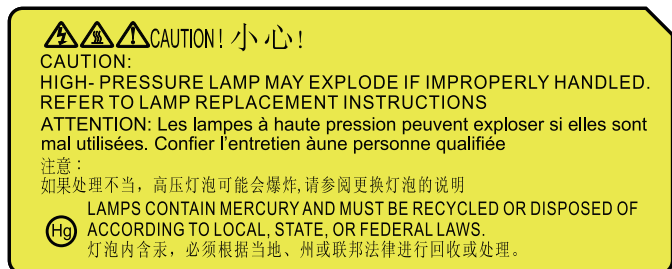 CAUTION! 小心!
CAUTION:
HIGH- PRESSURE LAMP MAY EXPLODE IF IMPROPERLY HANDLED.
REFER TO LAMP REPLACEMENT INSTRUCTIONS
ATTENTION: Les lampes à haute pression peuvent exploser si elles sont
mal utilisées. Confier l'entretien àune personne qualifiée
注意：
如果处理不当，高压灯泡可能会爆炸,请参阅更换灯泡的说明
Hg LAMPS CONTAIN MERCURY AND MUST BE RECYCLED OR DISPOSED OF
ACCORDING TO LOCAL, STATE, OR FEDERAL LAWS.
灯泡内含汞，必须根据当地、州或联邦法律进行回收或处理。